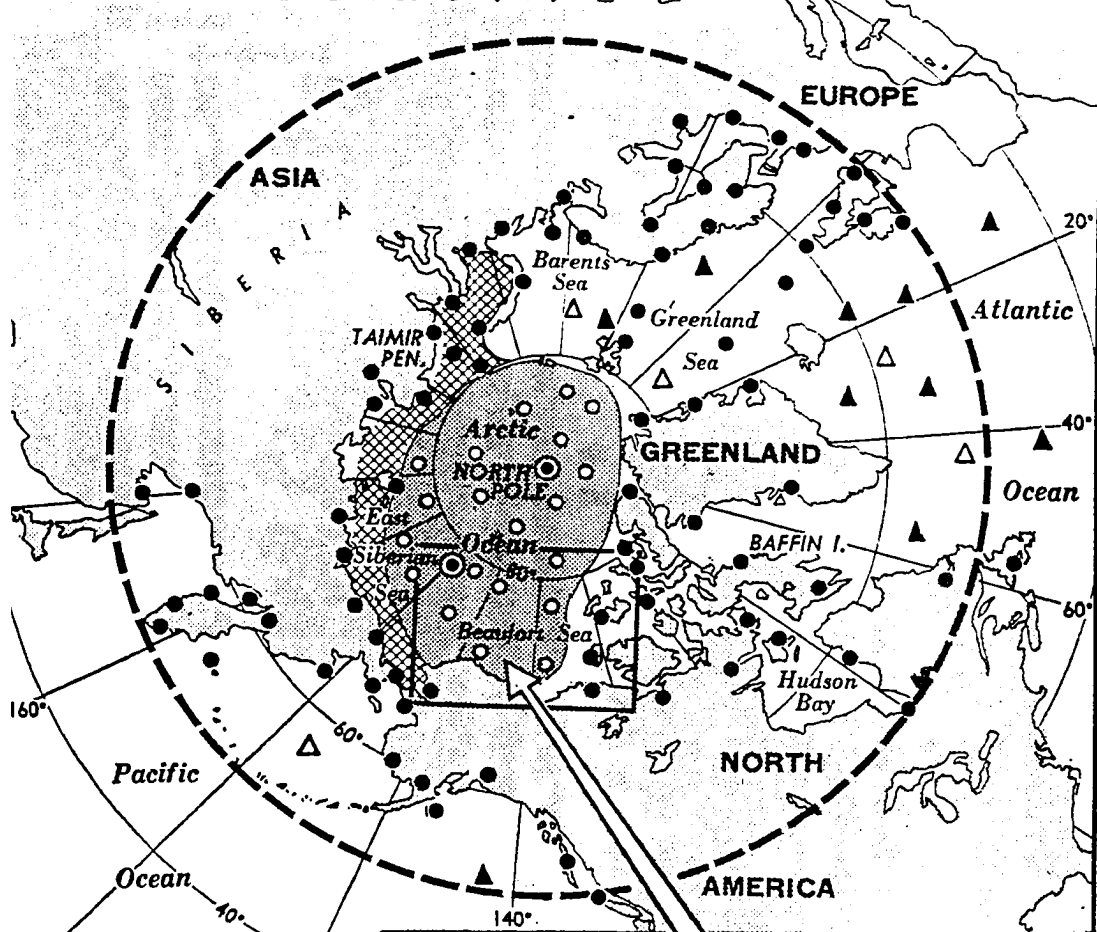 EUROPE
ASIA
SIBERIA
20°
Barents
Sea
Atlantic
Greenland
Sea
TAIMIR
PEN.
40°
Arctic
GREENLAND
NORTH
POLE
Ocean
East
Siberian
Sea
Ocean
80°
BAFFIN I.
60°
Beaufort Sea
Hudson
Bay
160°
60°
Pacific
NORTH
Ocean
AMERICA
40°
140°